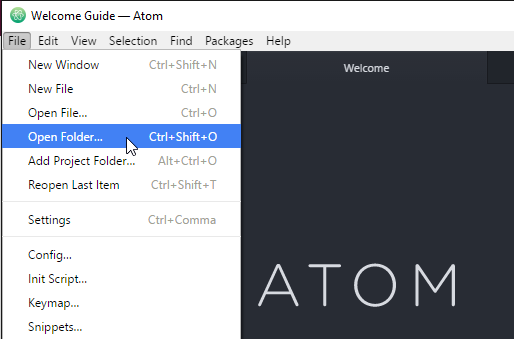 Welcome Guide — Atom
File Edit View Selection Find Packages Help
Welcome
New Window Ctrl+Shift+N
New File Ctrl+N
Open File... Ctrl+O
Open Folder... Ctrl+Shift+O
Add Project Folder... Alt+Ctrl+O
Reopen Last Item Ctrl+Shift+T
Settings Ctrl+Comma
Config...
Init Script...
Keymap...
Snippets...
ATOM